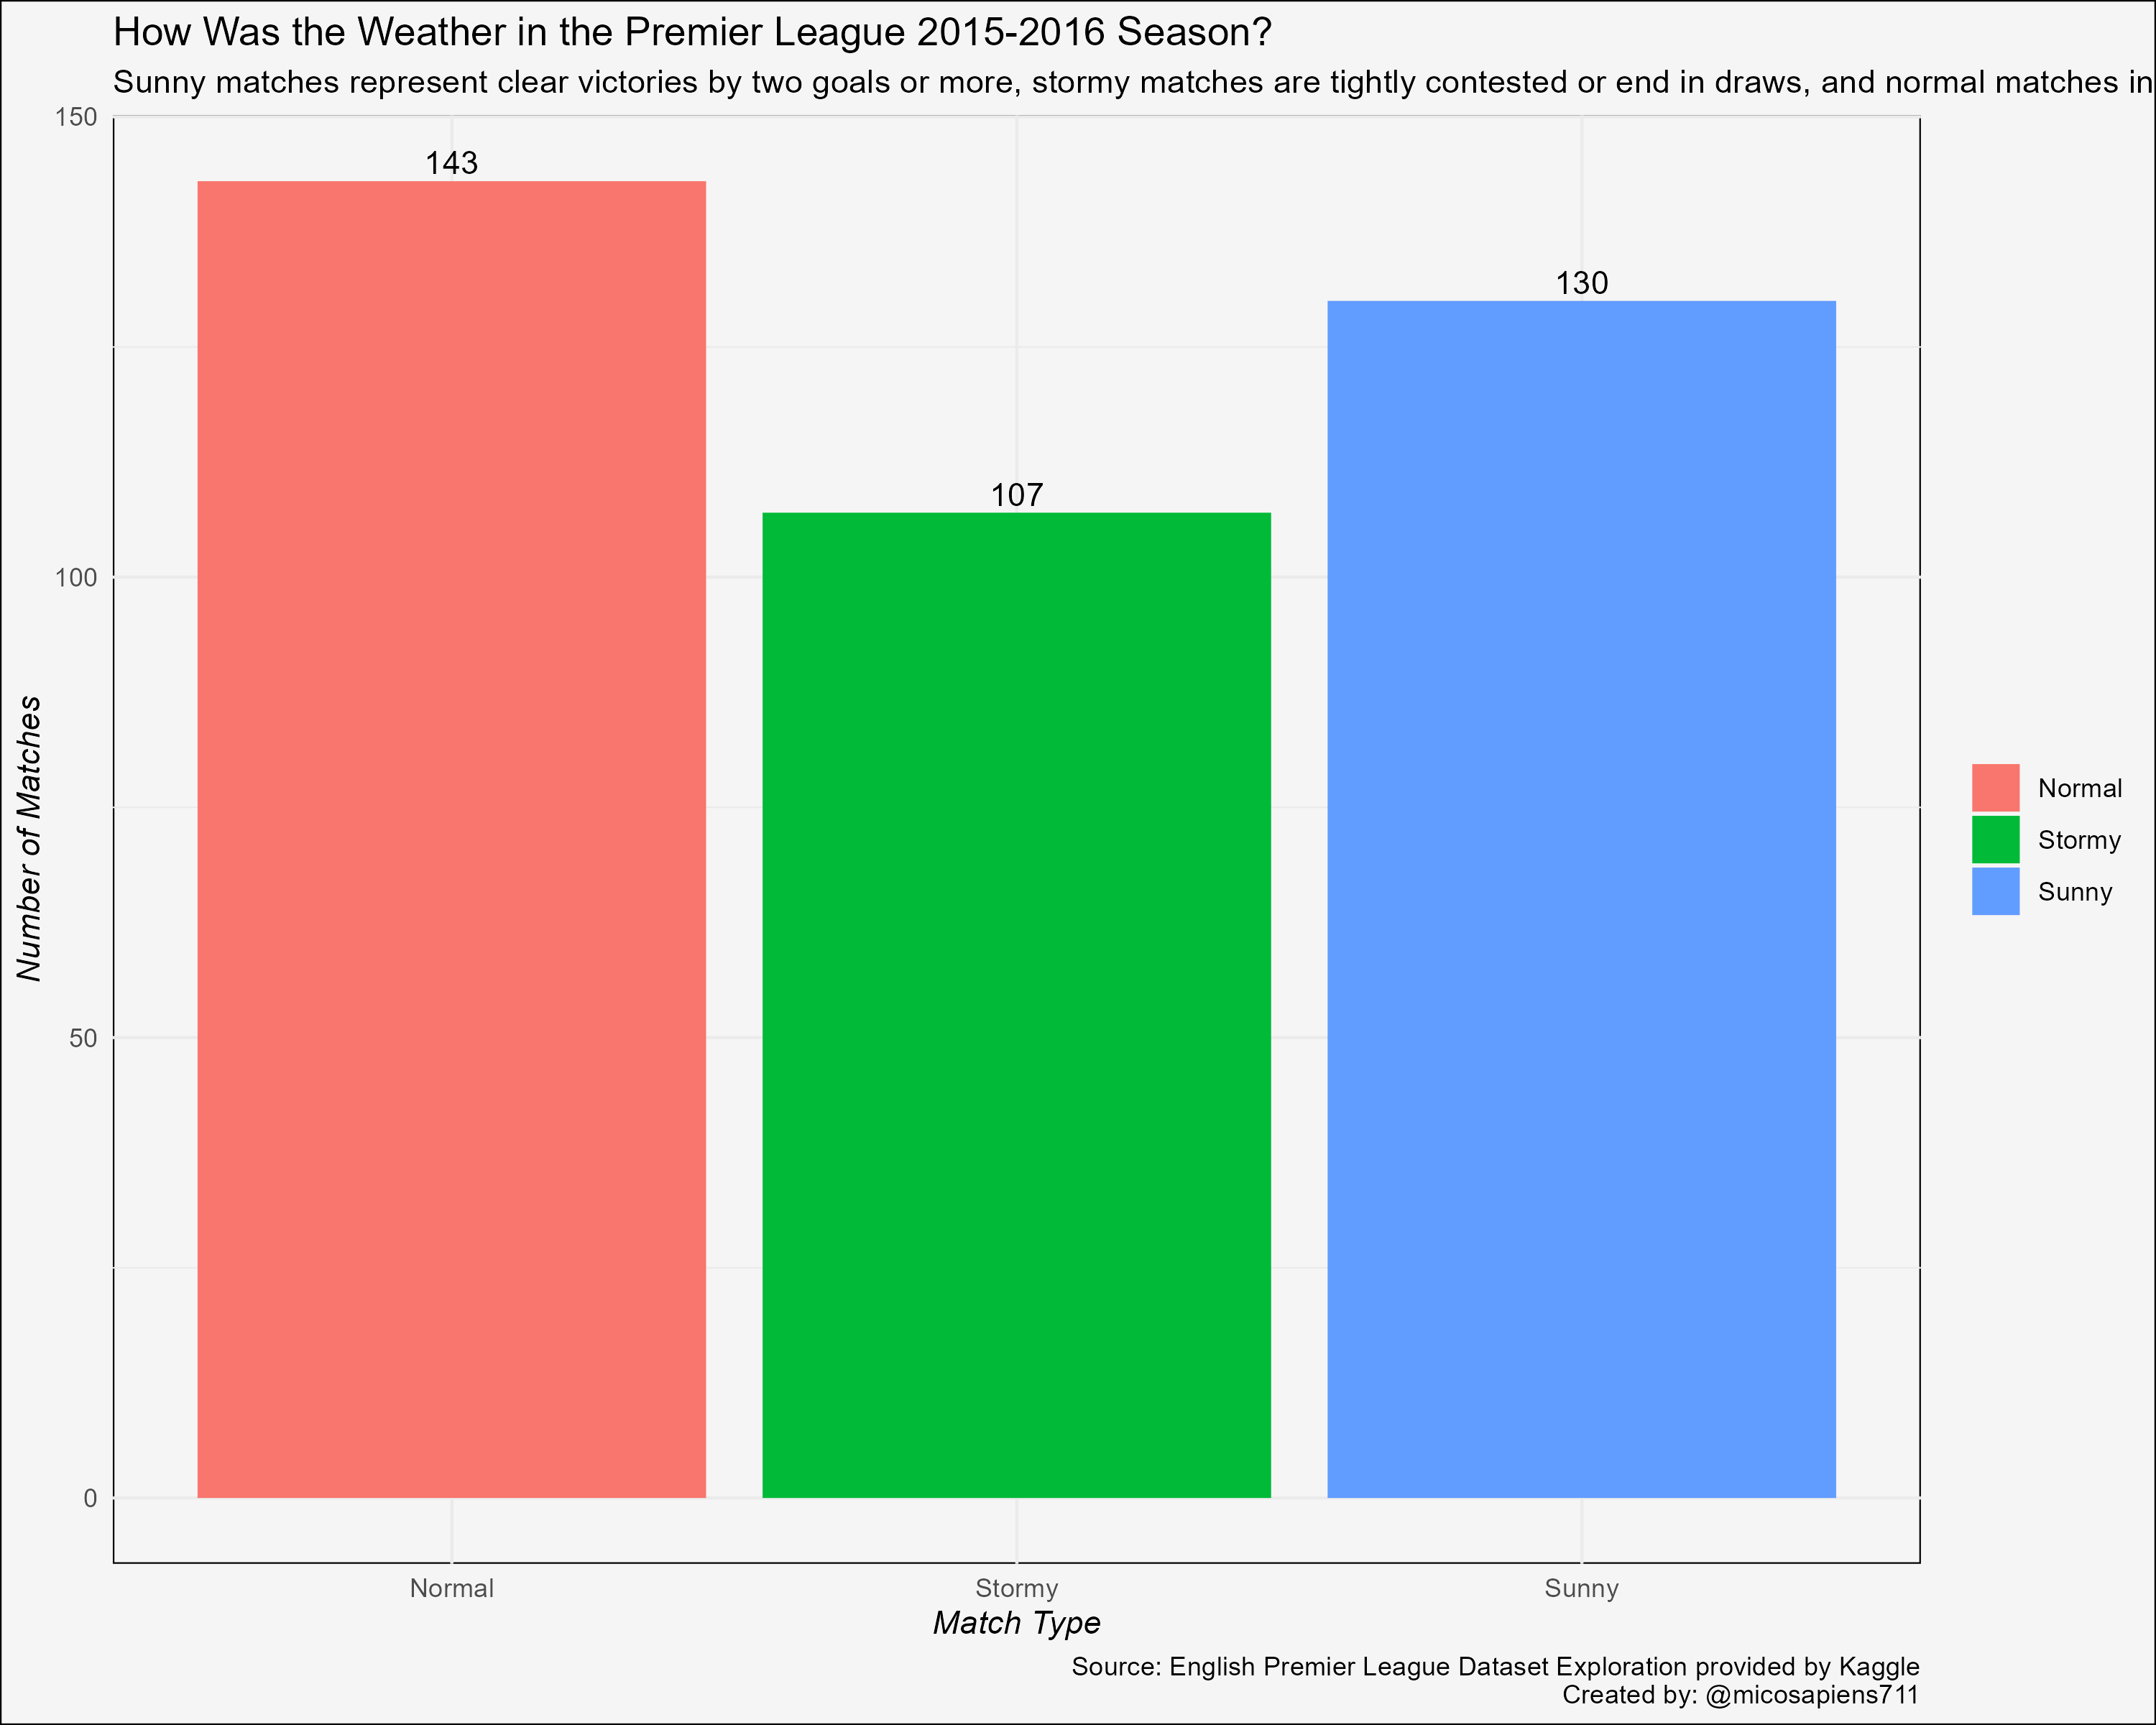 How Was the Weather in the Premier League 2015-2016 Season?
Sunny matches represent clear victories by two goals or more, stormy matches are tightly contested or end in draws, and normal matches in
150
143
130
107
100
50
0
Number of Matches
Normal
Stormy
Sunny
Normal
Stormy
Sunny
Match Type
Source: English Premier League Dataset Exploration provided by Kaggle
Created by: @micosapiens711